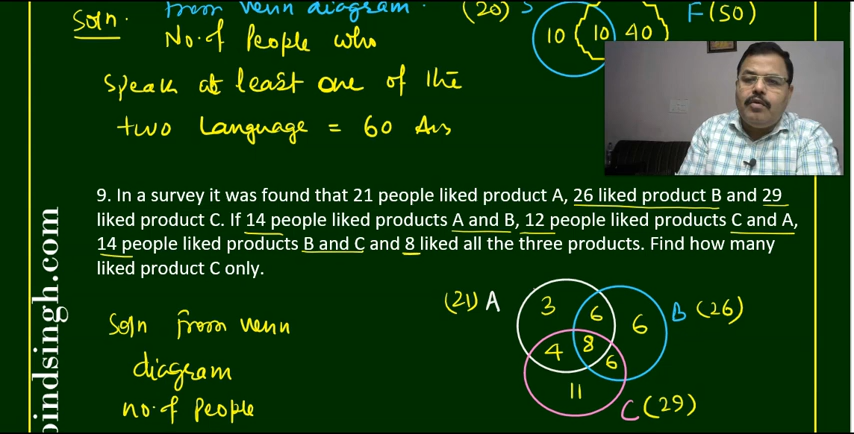 Soln. From venn diagram.
No. of People who
speak at least one of the
two Language = 60 Ans
(20) S
F (50)
10
10
40
9. In a survey it was found that 21 people liked product A, 26 liked product B and 29
liked product C. If 14 people liked products A and B, 12 people liked products C and A,
14 people liked products B and C and 8 liked all the three products. Find how many
liked product C only.
Soln From venn
diagram
no. of People
(21) A
B (26)
C (29)
3
6
6
8
4
6
11
bindsingh.com